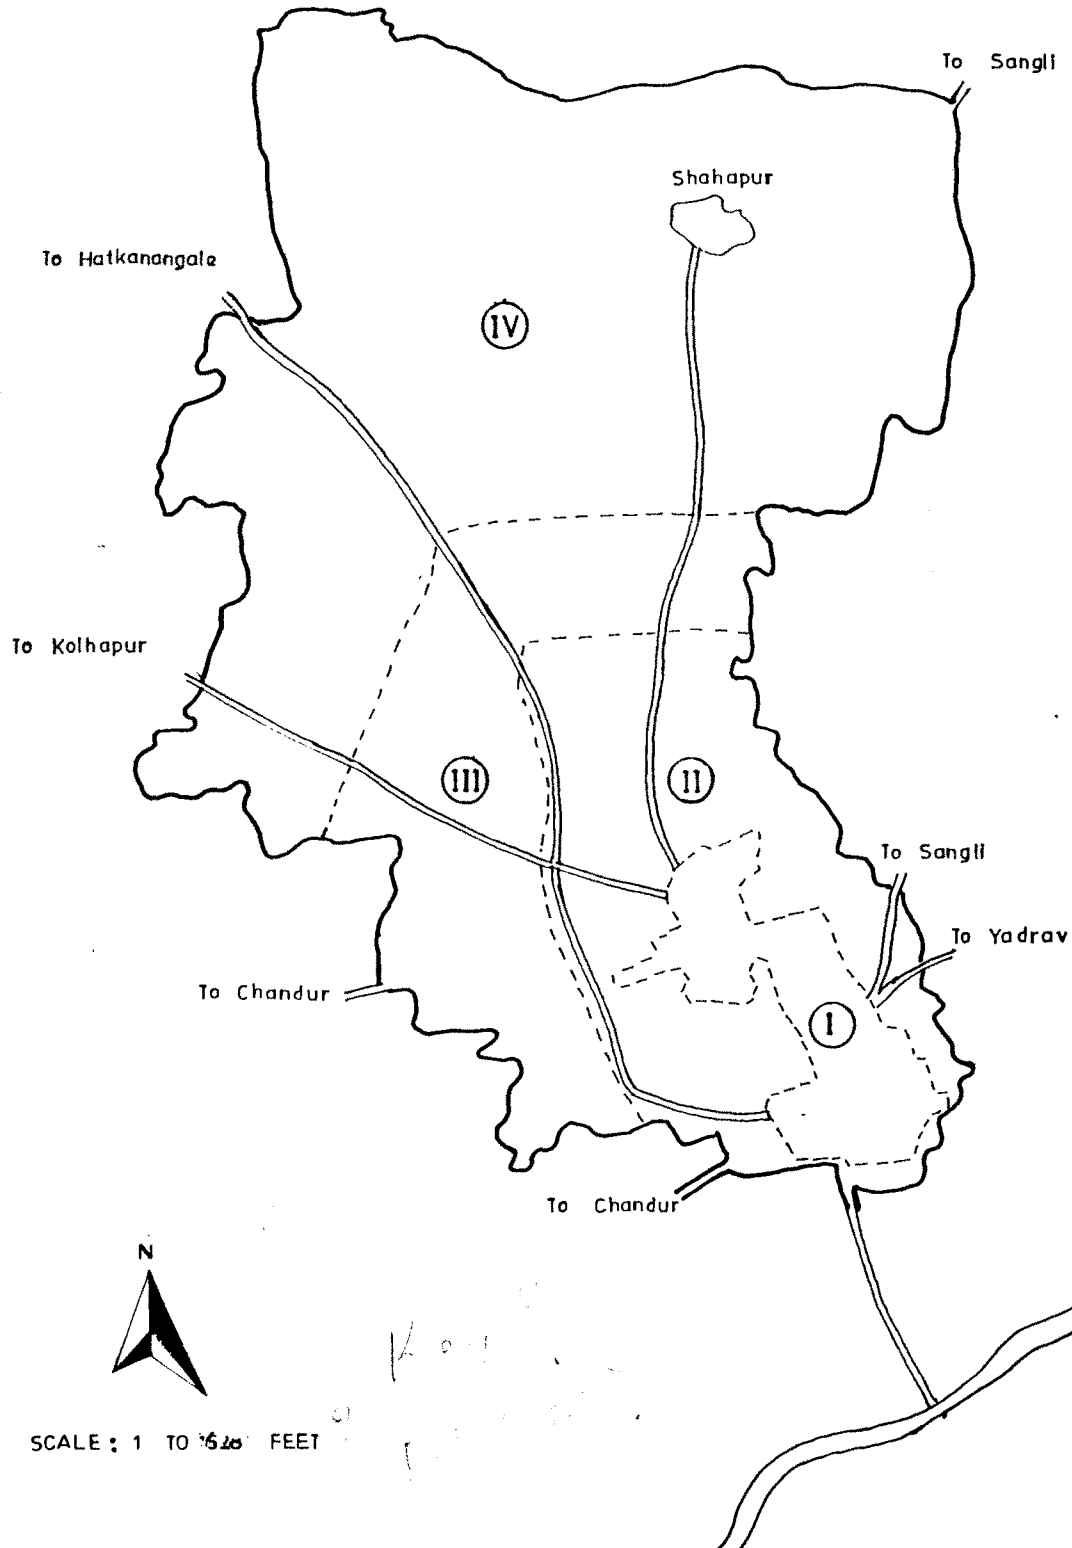 To Sangli
Shahapur
To Hatkanangale
IV
To Kolhapur
III
II
To Sangli
To Yadrav
To Chandur
I
To Chandur
N
SCALE : 1 TO FEET